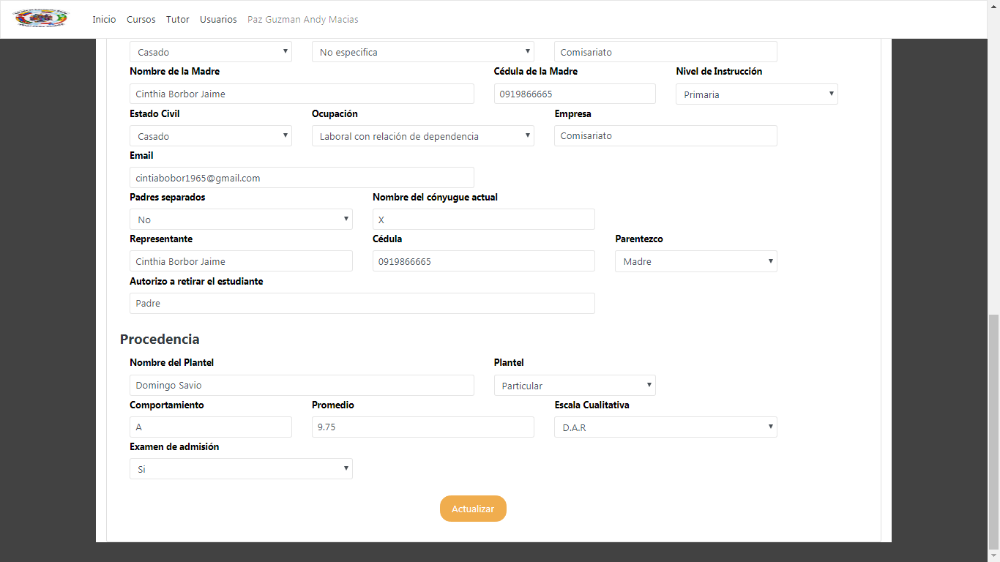 Inicio Cursos Tutor Usuarios Paz Guzman Andy Macias
Casado No especifica Comisariato
Nombre de la Madre Cédula de la Madre Nivel de Instrucción
Cinthia Borbor Jaime 0919866665 Primaria
Estado Civil Ocupación Empresa
Casado Laboral con relación de dependencia Comisariato
Email
cintiabobor1965@gmail.com
Padres separados Nombre del cónyugue actual
No X
Representante Cédula Parentezco
Cinthia Borbor Jaime 0919866665 Madre
Autorizo a retirar el estudiante
Padre
Procedencia
Nombre del Plantel Plantel
Domingo Savio Particular
Comportamiento Promedio Escala Cualitativa
A 9.75 D.A.R
Examen de admisión
Si
Actualizar